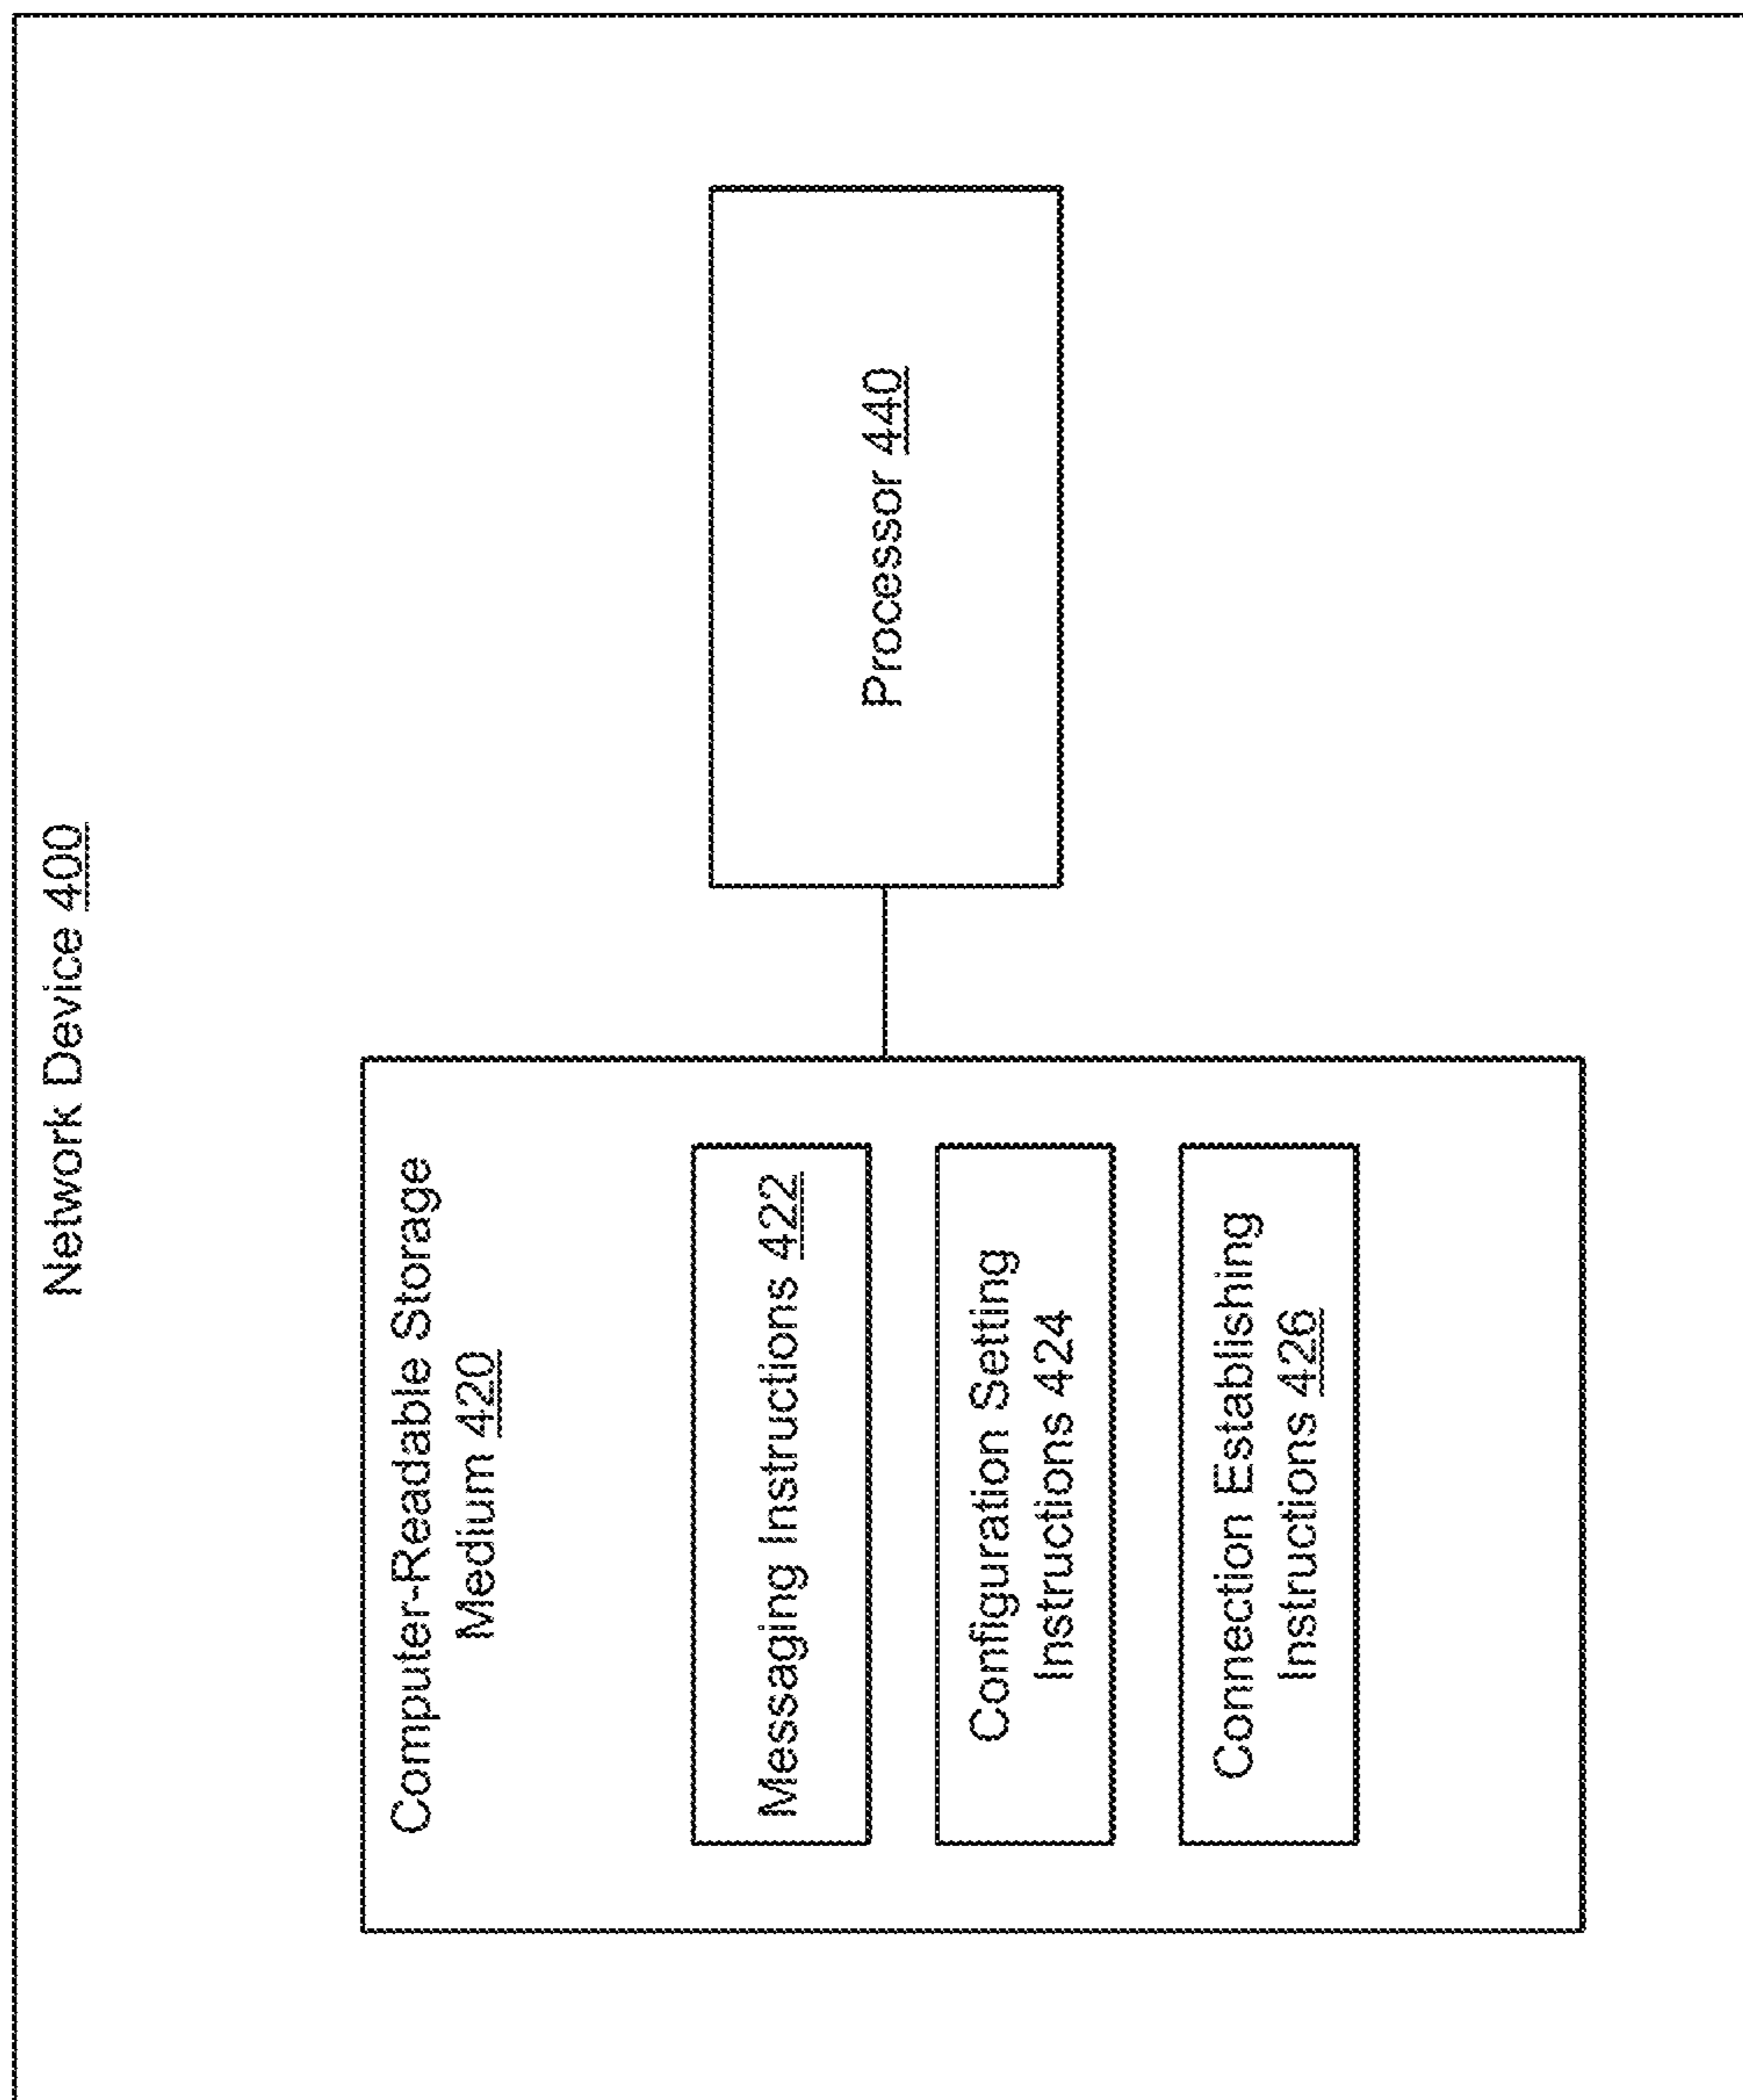 Network Device 400
Computer-Readable Storage
Medium 420
Messaging Instructions 422
Configuration Setting
Instructions 424
Connection Establishing
Instructions 426
Processor 440